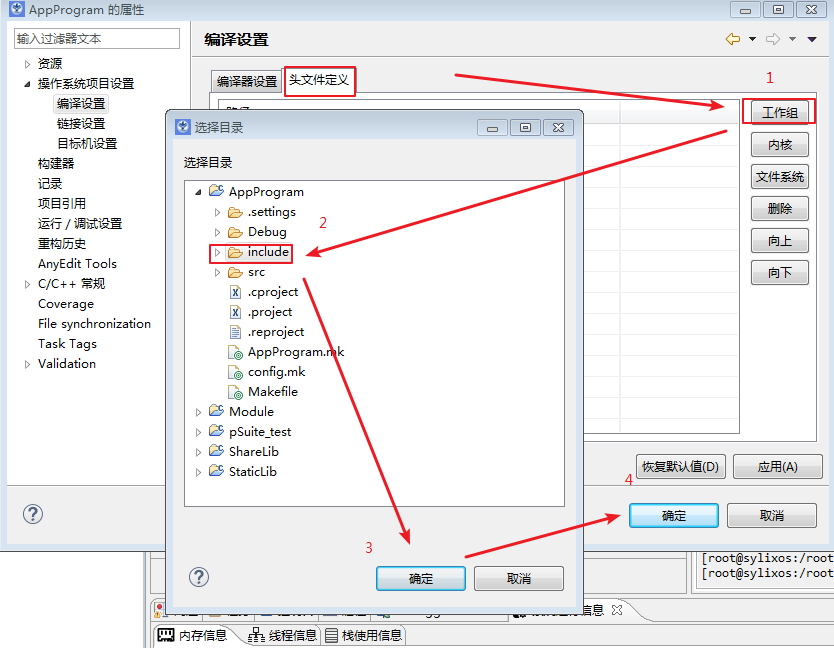 AppProgram 的属性
输入过滤器文本
资源
操作系统项目设置
编译设置
链接设置
目标机设置
构建器
记录
项目引用
运行 / 调试设置
重构历史
AnyEdit Tools
C/C++ 常规
Coverage
File synchronization
Task Tags
Validation
编译设置
编译器设置
头文件定义
1
工作组
内核
文件系统
删除
向上
向下
选择目录
选择目录
AppProgram
.settings
2
Debug
include
src
.cproject
.project
.reproject
AppProgram.mk
config.mk
Makefile
Module
pSuite_test
ShareLib
StaticLib
3
确定
取消
恢复默认值(D)
应用(A)
4
确定
取消
[root@sylixos:/root
[root@sylixos:/root
信息
内存信息
线程信息
栈使用信息